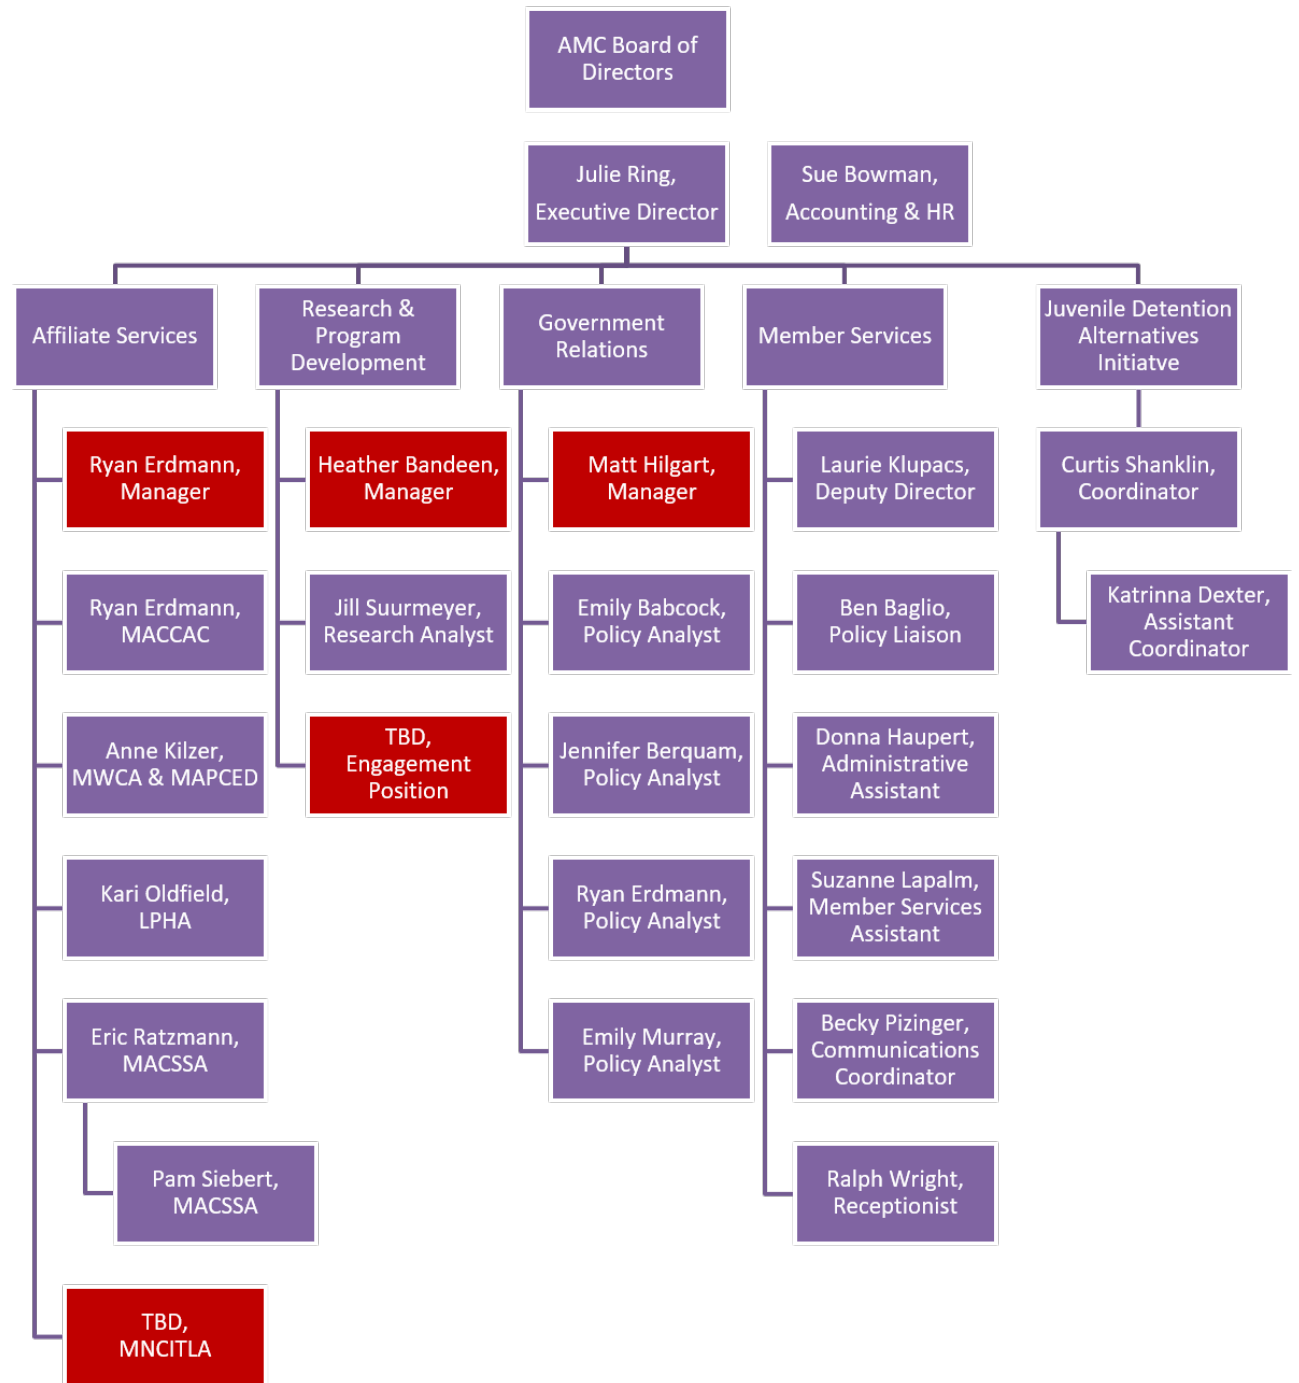 AMC Board of
Directors
Julie Ring,
Executive Director
Sue Bowman,
Accounting & HR
Affiliate Services
Research &
Program
Development
Government
Relations
Member Services
Juvenile Detention
Alternatives
Initiatve
Ryan Erdmann,
Manager
Ryan Erdmann,
MACCAC
Anne Kilzer,
MWCA & MAPCED
Kari Oldfield,
LPHA
Eric Ratzmann,
MACSSA
Pam Siebert,
MACSSA
TBD,
MNCITLA
Heather Bandeen,
Manager
Jill Suurmeyer,
Research Analyst
TBD,
Engagement
Position
Matt Hilgart,
Manager
Emily Babcock,
Policy Analyst
Jennifer Berquam,
Policy Analyst
Ryan Erdmann,
Policy Analyst
Emily Murray,
Policy Analyst
Laurie Klupacs,
Deputy Director
Ben Baglio,
Policy Liaison
Donna Haupert,
Administrative
Assistant
Suzanne Lapalm,
Member Services
Assistant
Becky Pizinger,
Communications
Coordinator
Ralph Wright,
Receptionist
Curtis Shanklin,
Coordinator
Katrinna Dexter,
Assistant
Coordinator